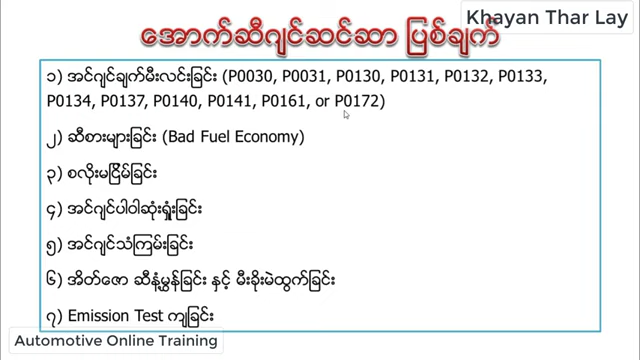 Khayan Thar Lay
အောက်ဆီဂျင်ဆင်ဆာ ပြစ်ချက်
၁) အင်ဂျင်ချက်မီးလင်းခြင်း (P0030, P0031, P0130, P0131, P0132, P0133,
P0134, P0137, P0140, P0141, P0161, or P0172)
၂) ဆီစားများခြင်း (Bad Fuel Economy)
၃) စလိုးမငြိမ်ခြင်း
၄) အင်ဂျင်ပါဝါဆုံးရှုံးခြင်း
၅) အင်ဂျင်သံကြမ်းခြင်း
၆) အိတ်ဇော ဆီနံ့မွှန်ခြင်း နှင့် မီးခိုးမဲထွက်ခြင်း
၇) Emission Test ကျခြင်း
Automotive Online Training